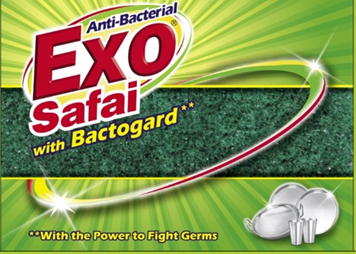 Anti-Bacterial
Exo®
Safai
with Bactogard**
**With the Power to Fight Germs